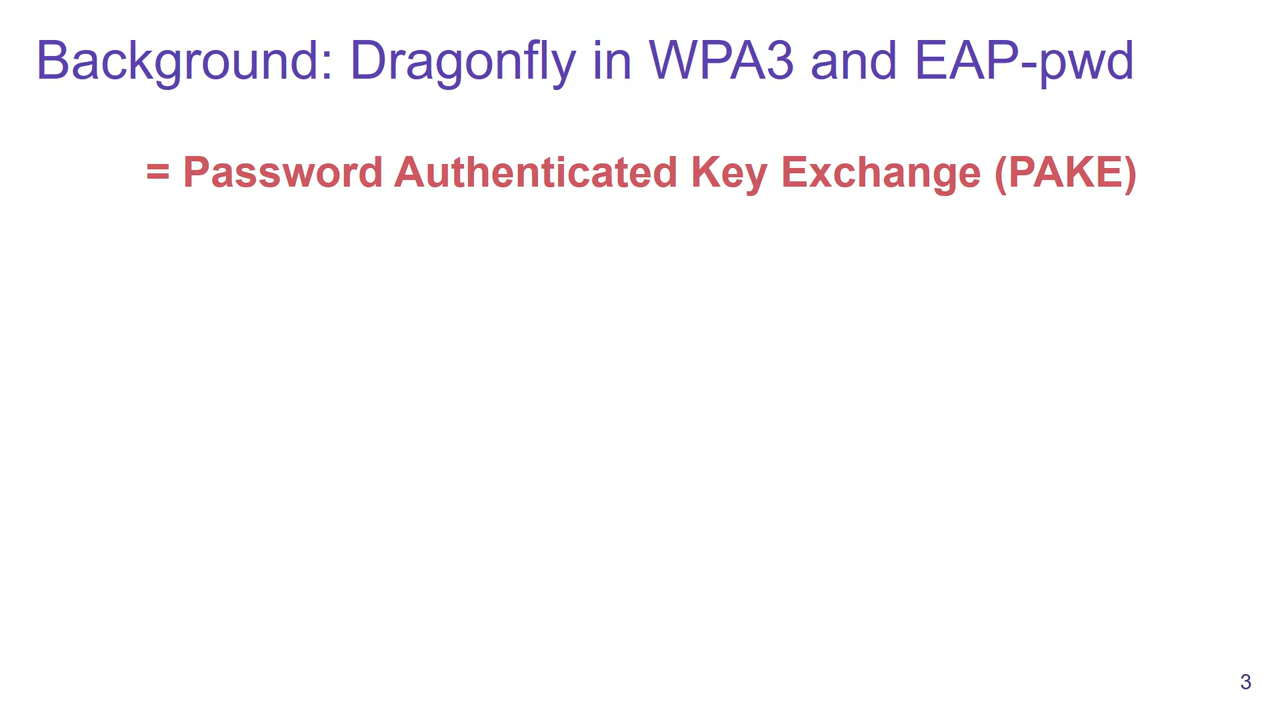 Background: Dragonfly in WPA3 and EAP-pwd
= Password Authenticated Key Exchange (PAKE)
3